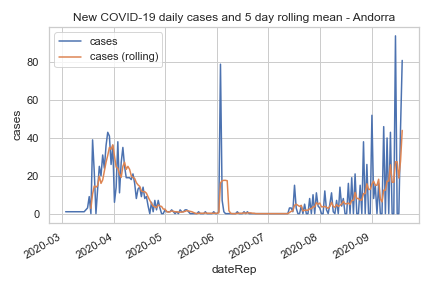 New COVID-19 daily cases and 5 day rolling mean - Andorra
cases
cases (rolling)
80
60
40
20
0
cases
2020-03
2020-04
2020-05
2020-06
2020-07
2020-08
2020-09
dateRep